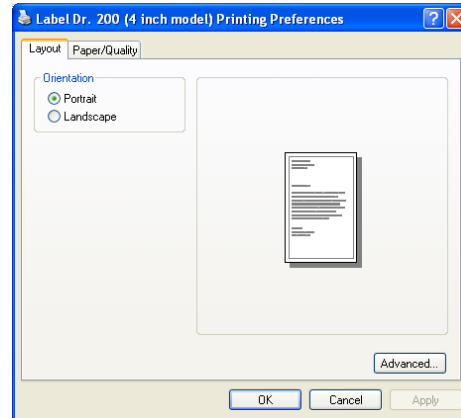 Label Dr. 200 (4 inch model) Printing Preferences
Layout Paper/Quality
Orientation
Portrait
Landscape
Advanced...
OK Cancel Apply